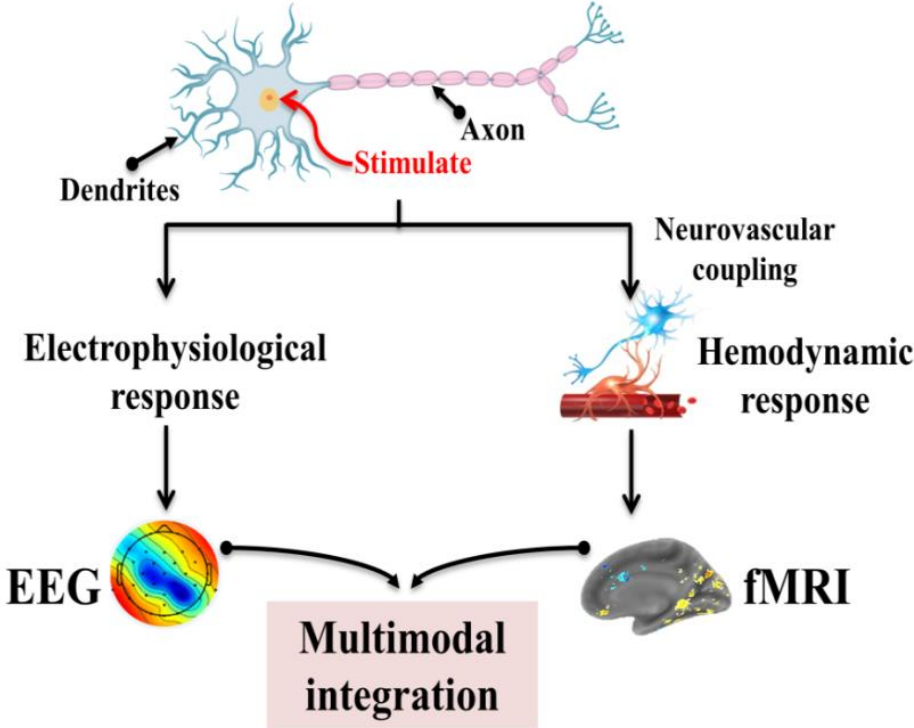 Axon
Stimulate
Dendrites
Neurovascular
coupling
Electrophysiological
response
Hemodynamic
response
EEG
fMRI
Multimodal
integration